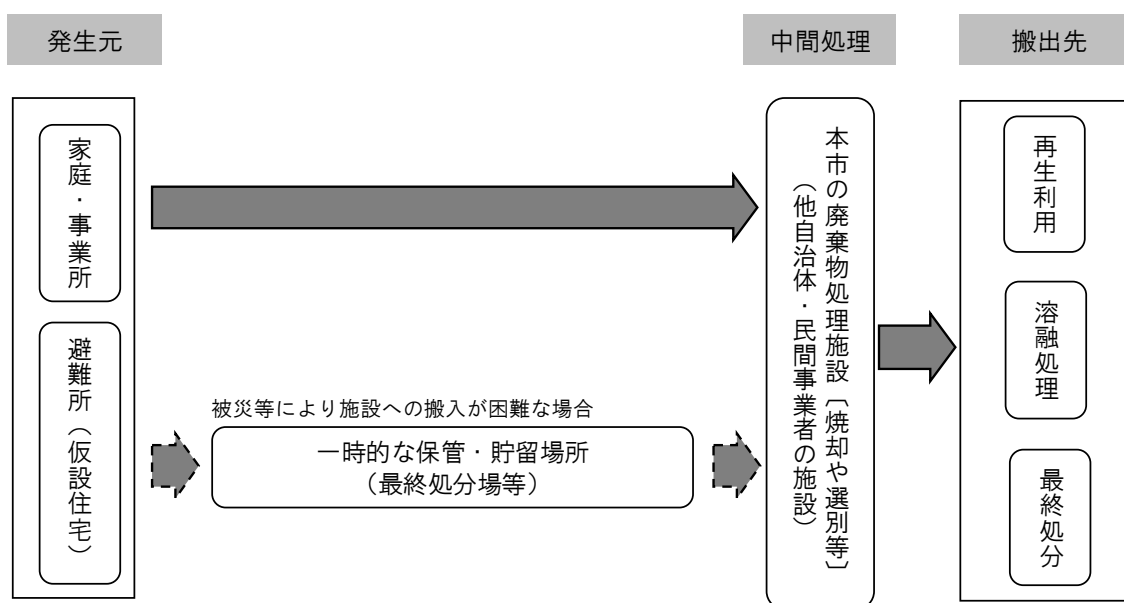 発生元
中間処理
搬出先
家庭・事業所
避難所（仮設住宅）
被災等により施設への搬入が困難な場合
一時的な保管・貯留場所
（最終処分場等）
本市の廃棄物処理施設〔焼却や選別等〕
（他自治体・民間事業者の施設）
再生利用
溶融処理
最終処分